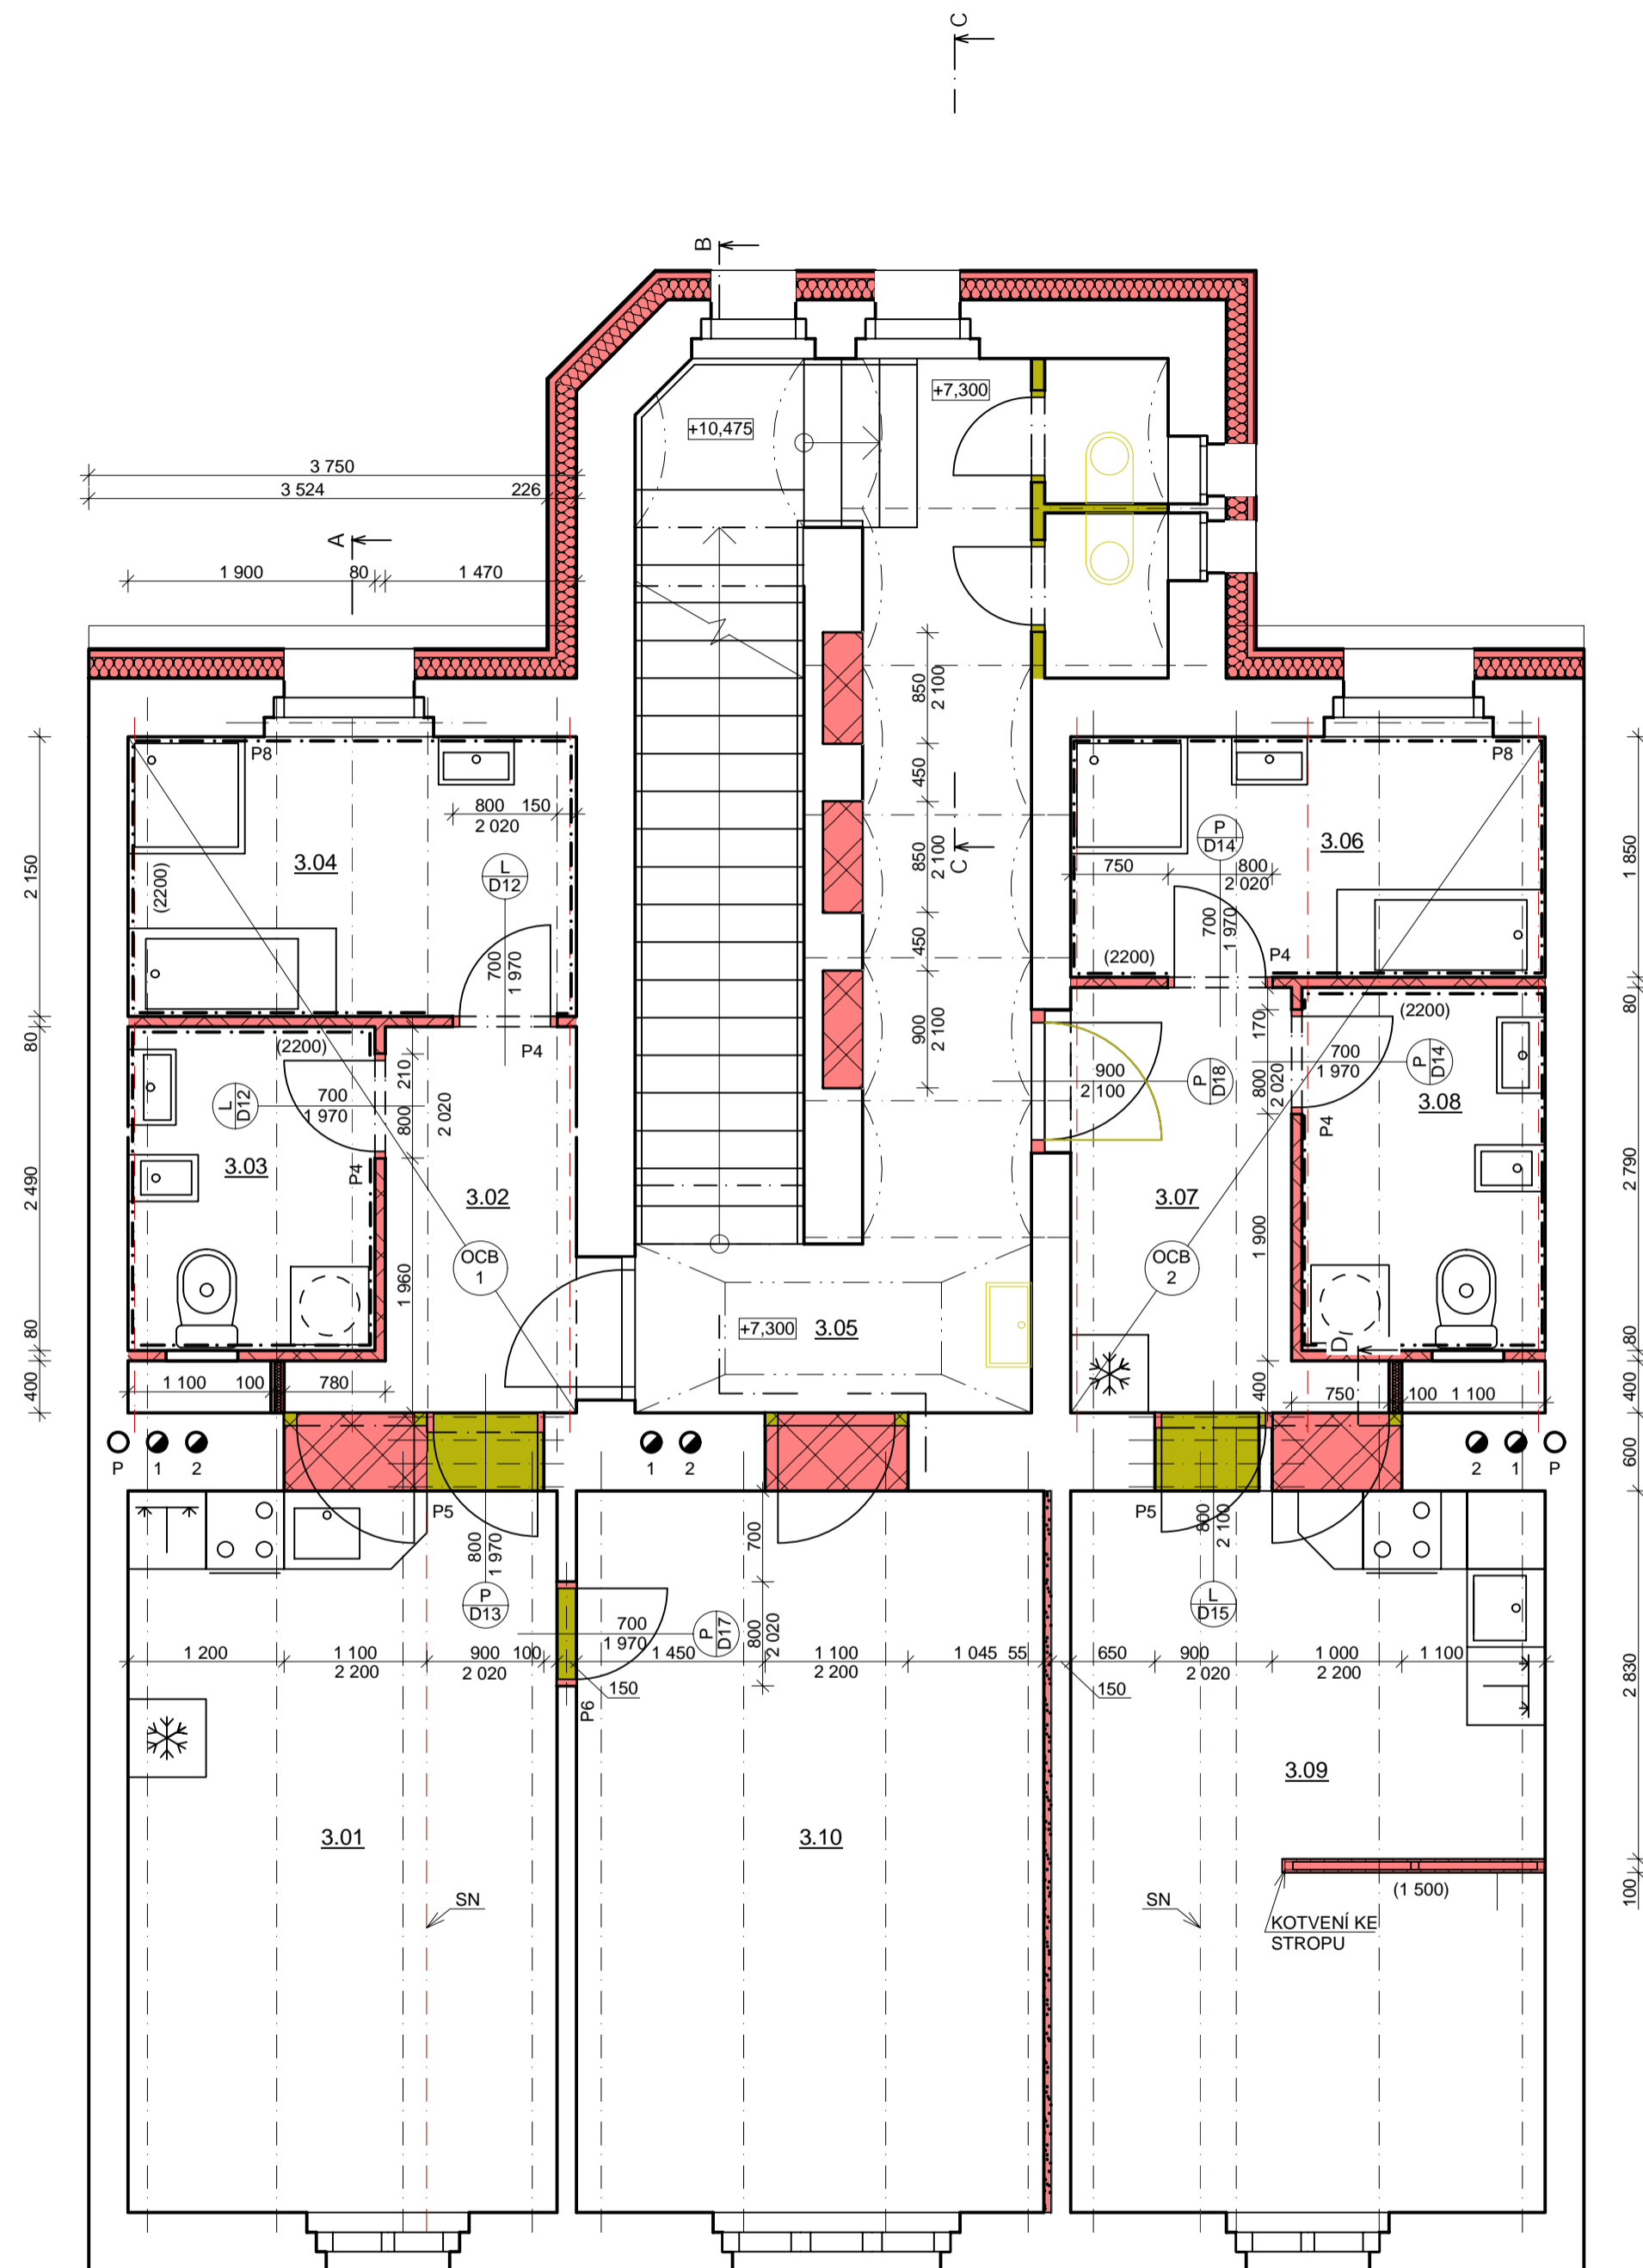 C
B
+7,300
+10,475
3 750
3 524
226
A
1 900
80
1 470
850
2 100
450
850
2 100
450
900
2 100
C
P8
800
150
2 020
3.04
L
D12
(2200)
700
1 970
P4
2 150
80
2 490
80
400
(2200)
L
D12
700
1 970
210
800
2 020
P4
3.03
3.02
1 960
OCB
1
+7,300
3.05
1 100
100
780
P8
P
D14
3.06
750
800
2 020
700
1 970
(2200)
P4
1 850
80
2 790
80
400
600
2 830
100
170
(2200)
900
2 100
P
D18
700
1 970
P
D14
800
2 020
3.08
P4
3.07
1 900
OCB
2
D
400
750
100
1 100
P
1
2
1
2
2
1
P
P5
800
1 970
P
D13
700
700
1 970
P
D17
800
2 020
P5
800
2 100
L
D15
1 200
1 100
2 200
900
2 020
100
1 450
1 100
2 200
1 045
55
650
900
2 020
1 000
2 200
1 100
150
150
P6
3.09
3.01
3.10
SN
SN
(1 500)
KOTVENÍ KE
STROPU